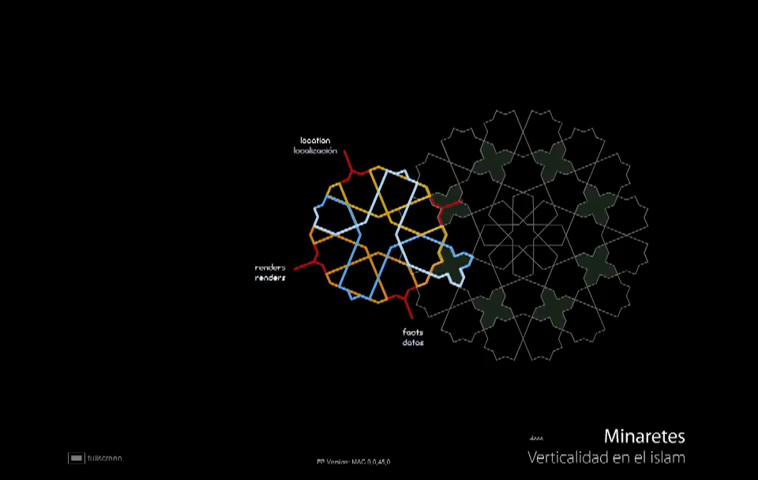 location
localización
renders
renders
facts
datos
Minaretes
Verticalidad en el islam
fullscreen
FP Version: MAC 9,0,45,0